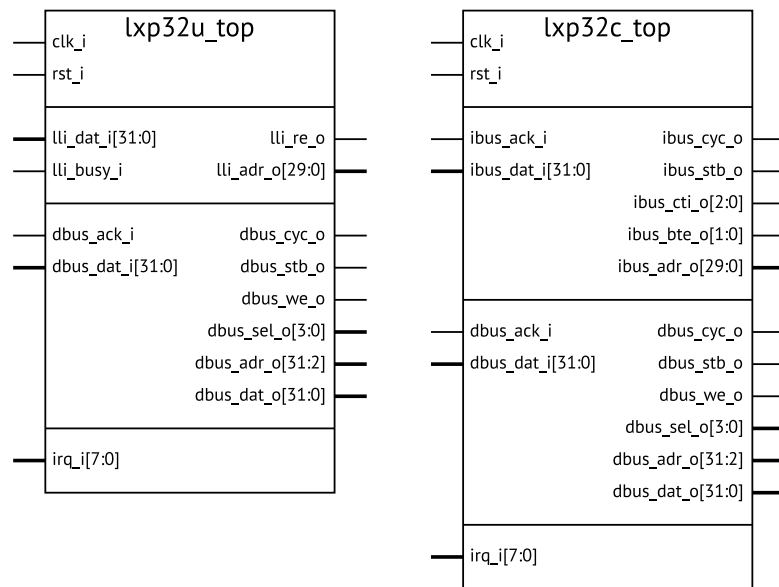 lxp32u_top
clk_i
rst_i
lli_dat_i[31:0] lli_re_o
lli_busy_i lli_adr_o[29:0]
dbus_ack_i dbus_cyc_o
dbus_dat_i[31:0] dbus_stb_o
dbus_we_o
dbus_sel_o[3:0]
dbus_adr_o[31:2]
dbus_dat_o[31:0]
irq_i[7:0]
lxp32c_top
clk_i
rst_i
ibus_ack_i ibus_cyc_o
ibus_dat_i[31:0] ibus_stb_o
ibus_cti_o[2:0]
ibus_bte_o[1:0]
ibus_adr_o[29:0]
dbus_ack_i dbus_cyc_o
dbus_dat_i[31:0] dbus_stb_o
dbus_we_o
dbus_sel_o[3:0]
dbus_adr_o[31:2]
dbus_dat_o[31:0]
irq_i[7:0]